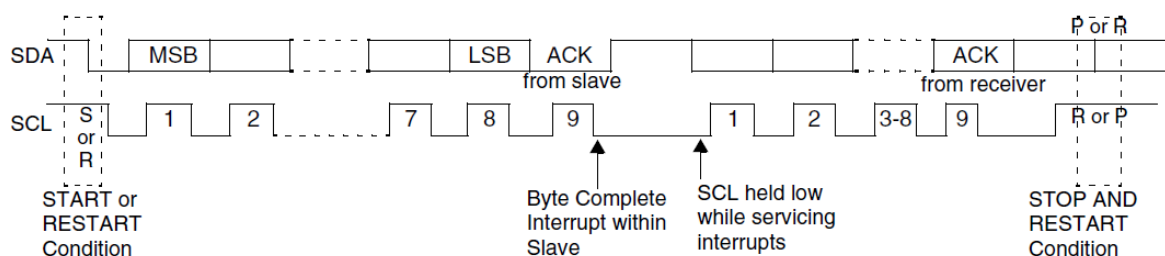 P or R
SDA MSB LSB ACK ACK
from slave from receiver
SCL S or R 1 2 7 8 9 1 2 3-8 9 R or P
START or
RESTART
Condition
Byte Complete
Interrupt within
Slave
SCL held low
while servicing
interrupts
STOP AND
RESTART
Condition